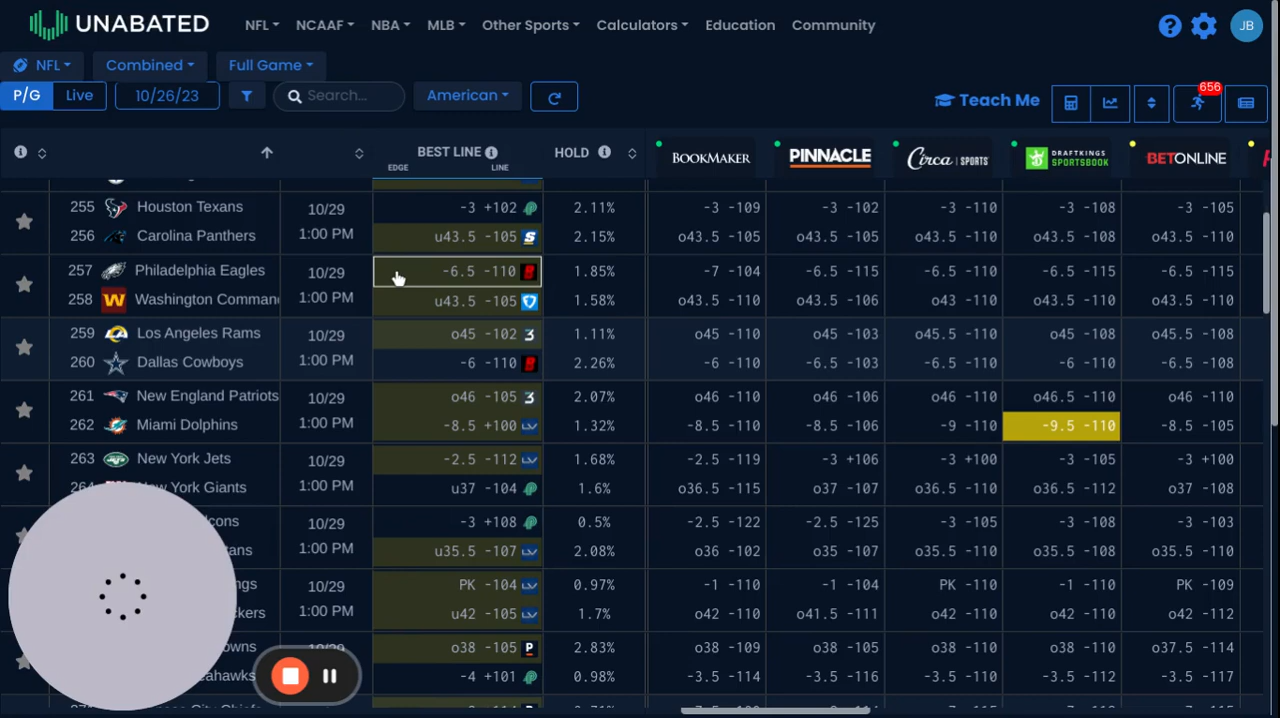 UNABATED NFL NCAAF NBA MLB Other Sports Calculators Education Community ? JB
NFL Combined Full Game
P/G Live 10/26/23 Search... American Teach Me 656
BEST LINE HOLD BOOKMAKER PINNACLE Circa SPORTS DRAFTKINGS SPORTSBOOK BETONLINE
EDGE LINE
255 Houston Texans 10/29 -3 +102 2.11% -3 -109 -3 -102 -3 -110 -3 -108 -3 -105
256 Carolina Panthers 1:00 PM u43.5 -105 2.15% o43.5 -105 o43.5 -105 o43.5 -110 o43.5 -108 o43.5 -105
257 Philadelphia Eagles 10/29 -6.5 -110 1.85% -7 -104 -6.5 -115 -6.5 -115 -6.5 -115 -6.5 -115
258 Washington Comman 1:00 PM u43.5 -105 1.58% o43.5 -110 o43.5 -108 o43 -110 o43.5 -106 o43.5 -110
259 Los Angeles Rams 10/29 o45 -102 3 1.11% o45 -110 o45 -103 o45.5 -110 o45 -108 o45.5 -108
260 Dallas Cowboys 1:00 PM -6 -110 2.26% -6 -110 -6.5 -103 -6 -110 -6 -110 -6.5 -108
261 New England Patriots 10/29 o46 -105 3 2.07% o46 -110 o46 -106 o46 -110 o46.5 -110 o46 -110
262 Miami Dolphins 1:00 PM -8.5 +100 1.32% -8.5 -110 -8.5 -106 -9 -110 -9.5 -110 -8.5 -105
263 New York Jets 10/29 -2.5 -112 1.68% -2.5 -119 -3 +106 -3 +100 -3 -105 -3 +100
York Giants 1:00 PM u37 -104 1.6% o36.5 -115 o37 -107 o36.5 -110 o36.5 -112 o37 -108
cons 10/29 -3 +108 0.5% -2.5 -122 -2.5 -125 -3 -105 -3 -108 -3 -103
tans 1:00 PM u35.5 -107 2.08% o36 -102 o35 -107 o35.5 -110 o35.5 -108 o35.5 -110
ngs 10/29 PK -104 0.97% -1 -110 -1 -104 PK -110 -1 -110 PK -109
ckers 1:00 PM u42 -105 1.7% o42 -110 o41.5 -111 o42 -110 o42 -110 o42 -112
owns o38 -105 P 2.83% o38 -109 o38 -105 o38 -110 o38 -110 o37.5 -114
eahawks -4 +101 0.98% -3.5 -114 -3.5 -116 -3.5 -110 -3.5 -112 -3.5 -117